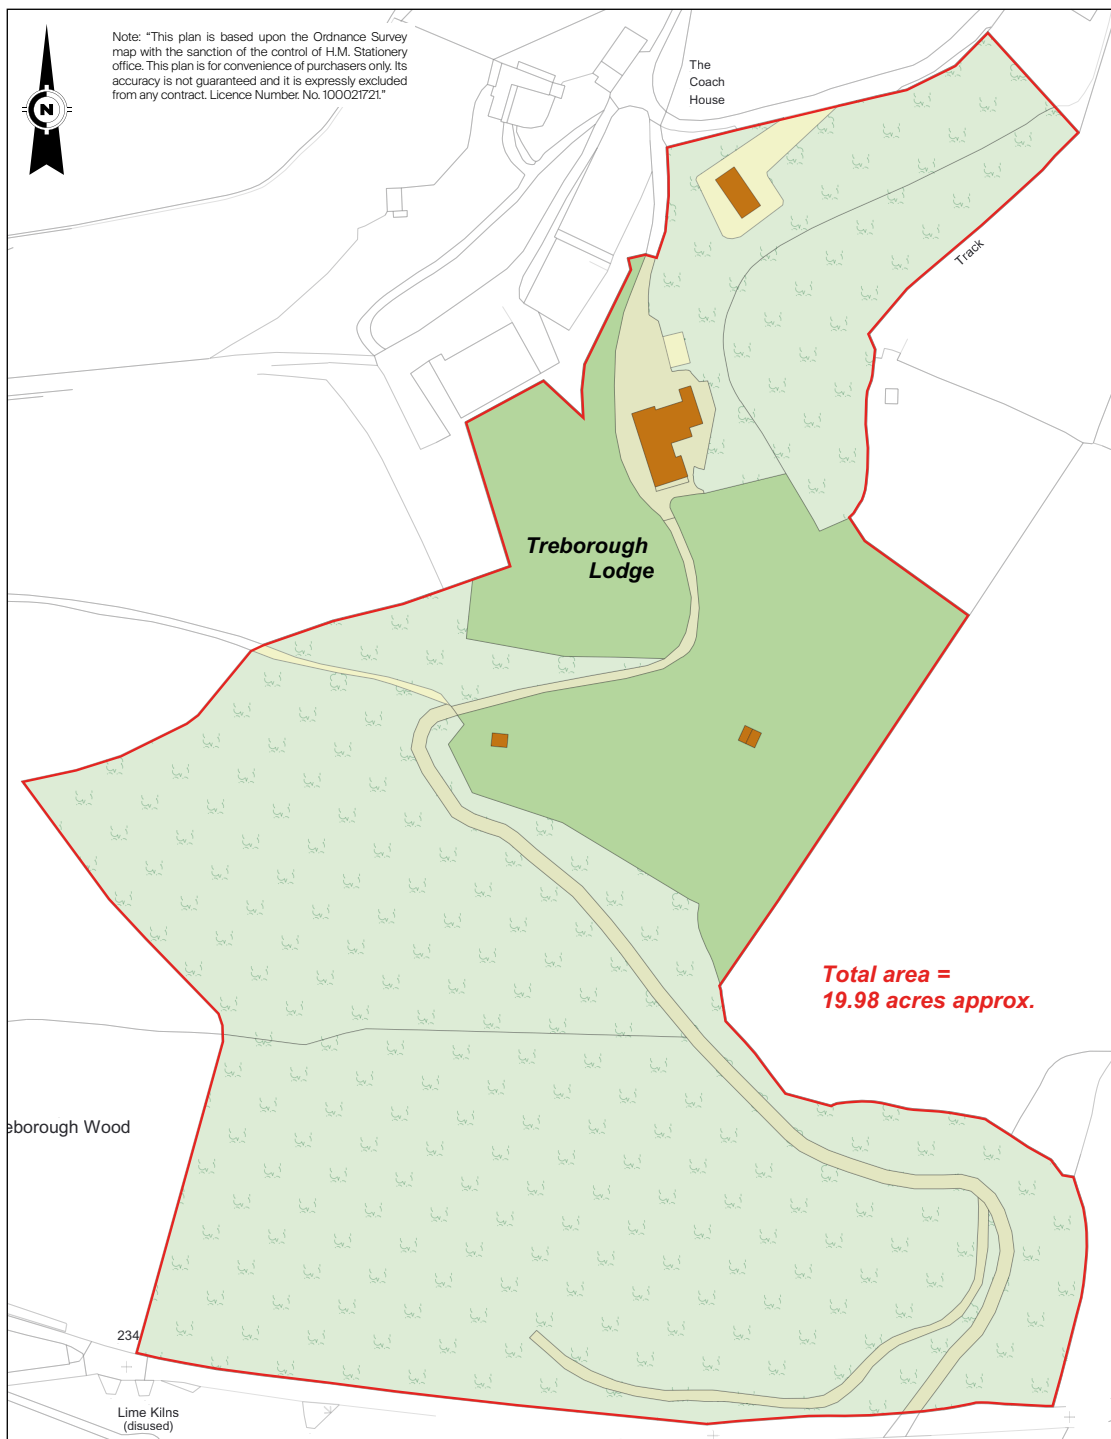 Note: “This plan is based upon the Ordnance Survey
map with the sanction of the control of H.M. Stationery
office. This plan is for convenience of purchasers only. Its
accuracy is not guaranteed and it is expressly excluded
from any contract. Licence Number. No. 100021721.”
N
The
Coach
House
Track
Treborough
Lodge
Total area =
19.98 acres approx.
eborough Wood
234
Lime Kilns
(disused)